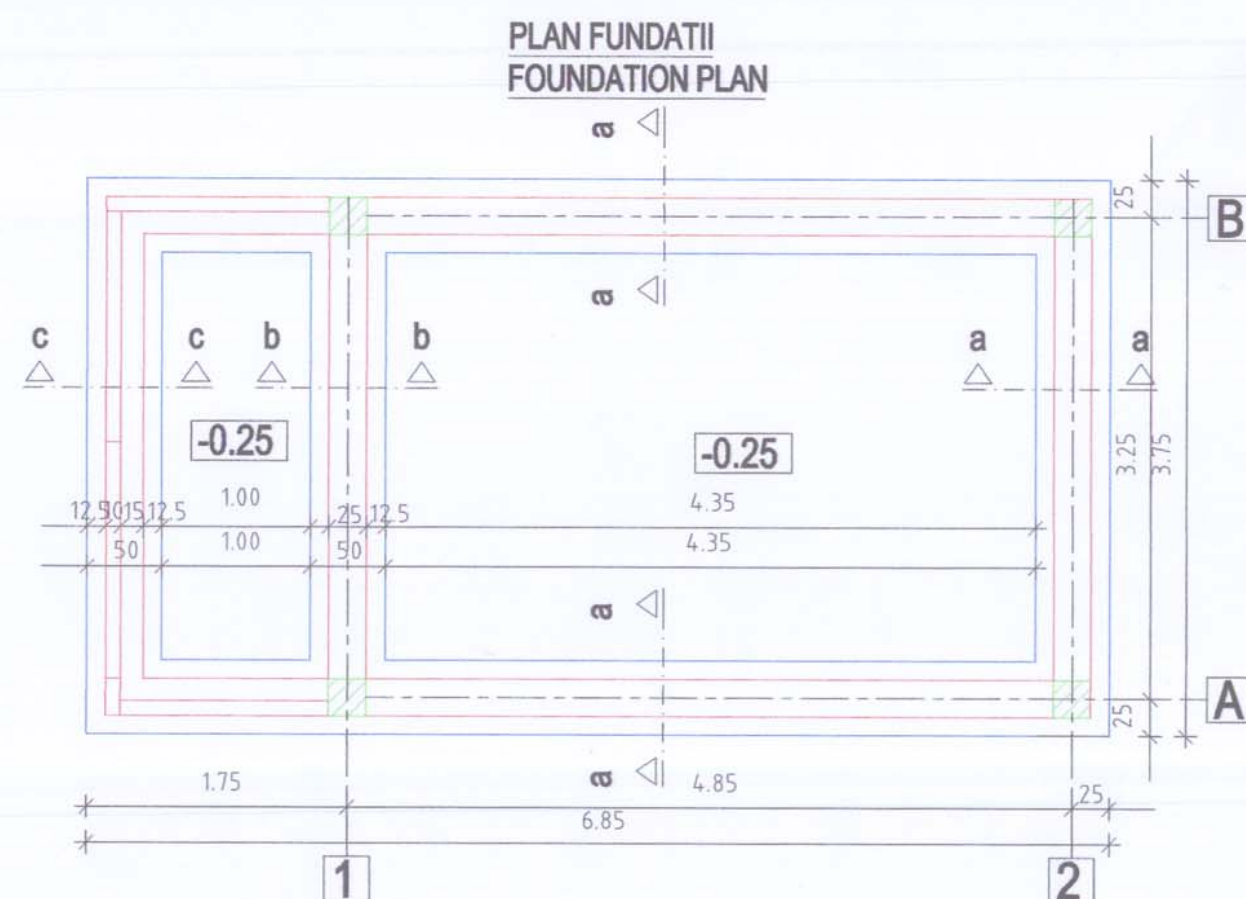 PLAN FUNDATII
FOUNDATION PLAN
a
25
B
a
c c b b a a
-0.25 -0.25
3.25 3.75
12.5 10 15 12.5 1.00 25 12.5 4.35
50 1.00 50 4.35
a
A
25
a
1.75 4.85 25
6.85
1 2